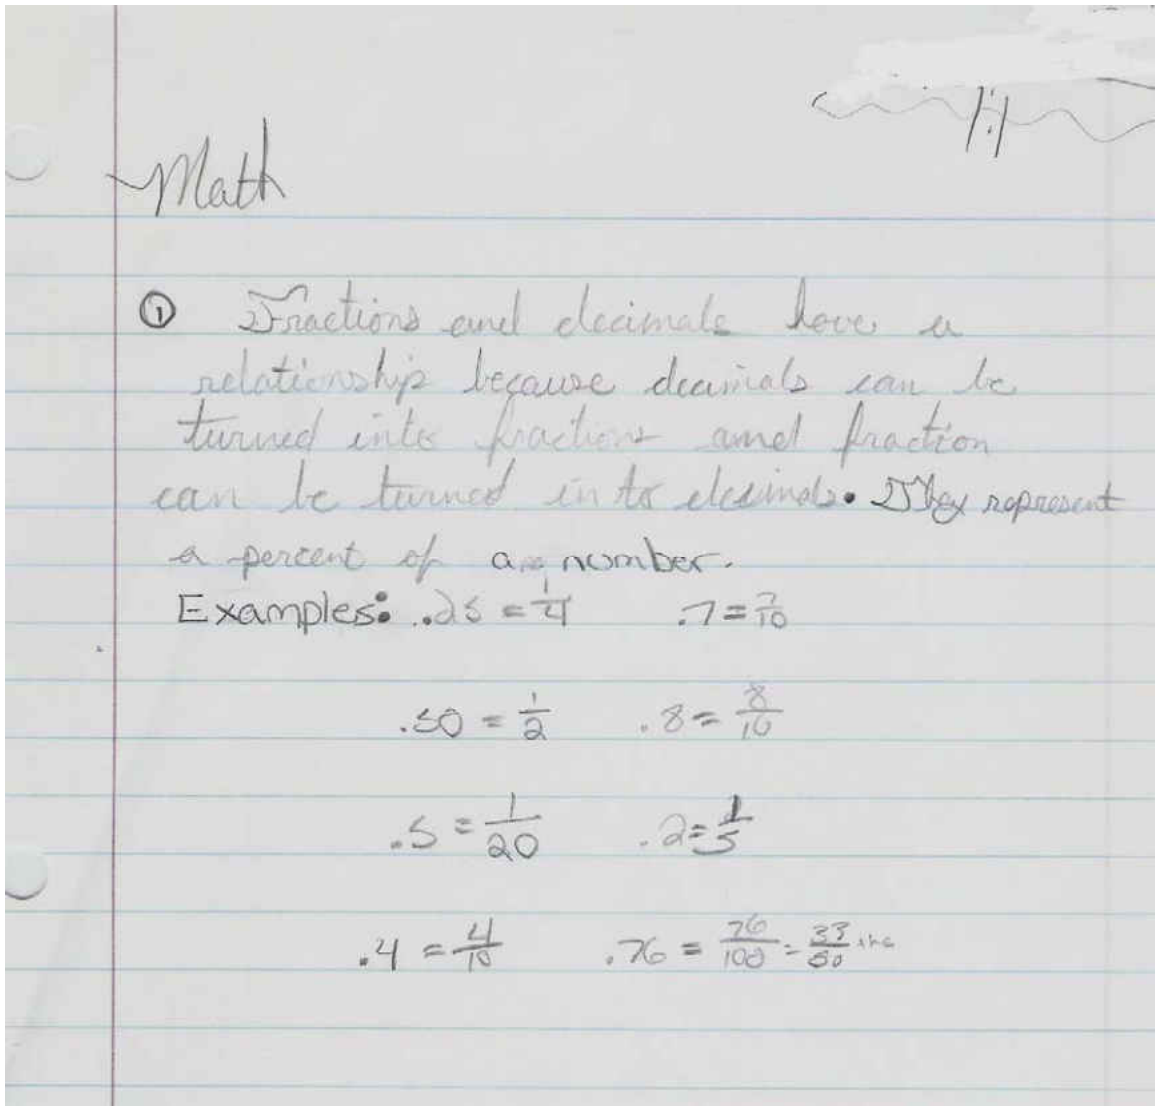 Math
① Fractions and decimals have a
relationship because decimals can be
turned into fractions and fraction
can be turned in to decimals. They represent
a percent of a number.
Examples: .25 = 1/4 .7 = 7/10
.50 = 1/2 .8 = 8/10
.5 = 1/20 .2 = 1/5
.4 = 4/10 .76 = 76/100 = 33/50